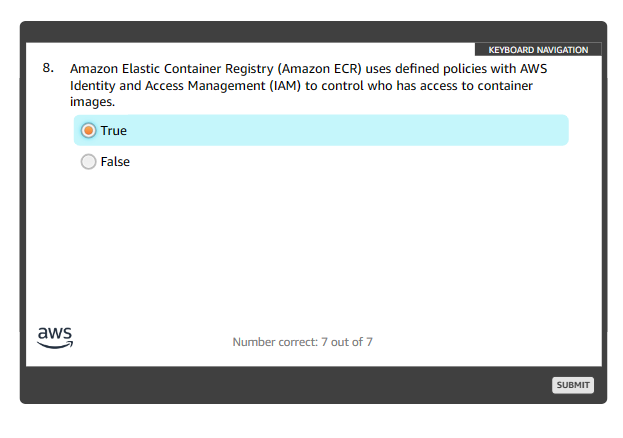 KEYBOARD NAVIGATION
8. Amazon Elastic Container Registry (Amazon ECR) uses defined policies with AWS
Identity and Access Management (IAM) to control who has access to container
images.
True
False
aws
Number correct: 7 out of 7
SUBMIT